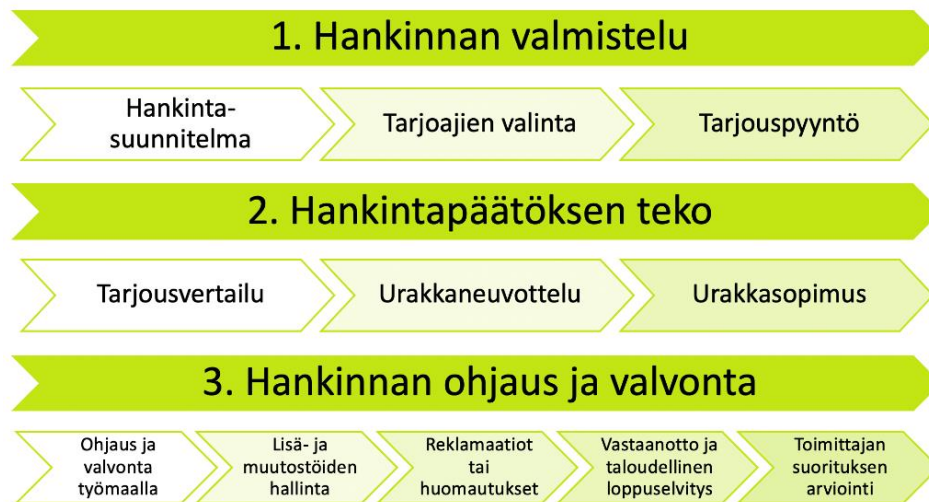 1. Hankinnan valmistelu
Hankinta-
suunnitelma
Tarjoajien valinta
Tarjouspyyntö
2. Hankintapäätöksen teko
Tarjousvertailu
Urakkaneuvottelu
Urakkasopimus
3. Hankinnan ohjaus ja valvonta
Ohjaus ja
valvonta
työmaalla
Lisä- ja
muutostöiden
hallinta
Reklamaatiot
tai
huomautukset
Vastaanotto ja
taloudellinen
loppuselvitys
Toimittajan
suorituksen
arviointi